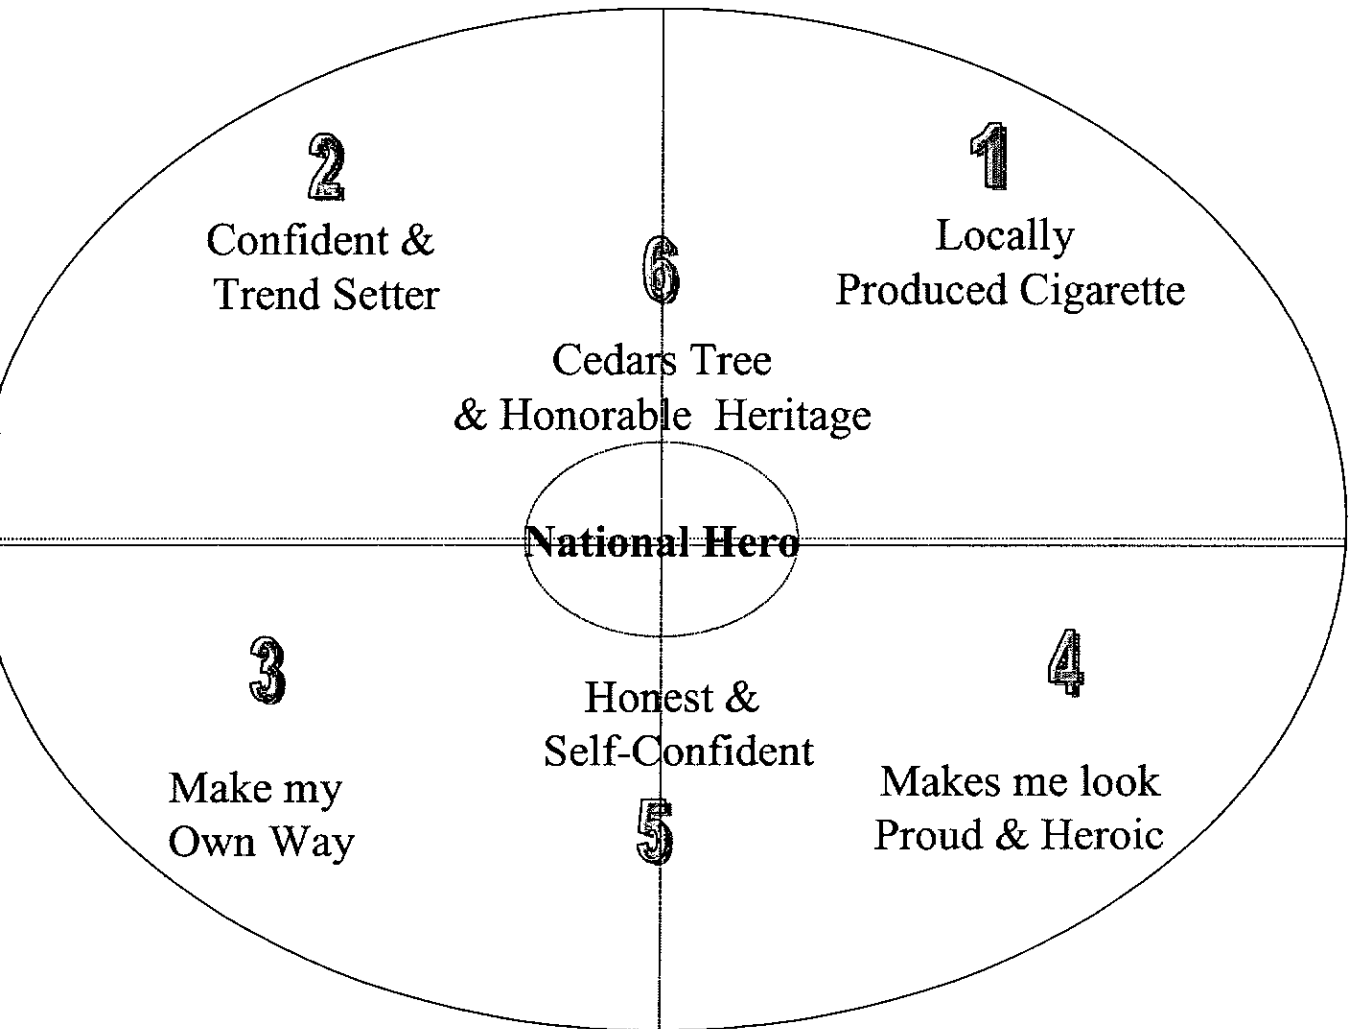 2
Confident &
Trend Setter
1
Locally
Produced Cigarette
6
Cedars Tree
& Honorable Heritage
National Hero
3
Make my
Own Way
Honest &
Self-Confident
5
4
Makes me look
Proud & Heroic